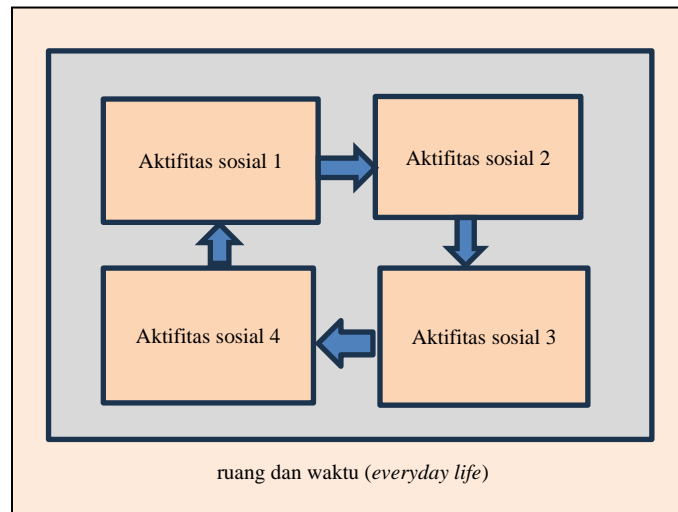 Aktifitas sosial 1
Aktifitas sosial 2
Aktifitas sosial 4
Aktifitas sosial 3
ruang dan waktu (everyday life)